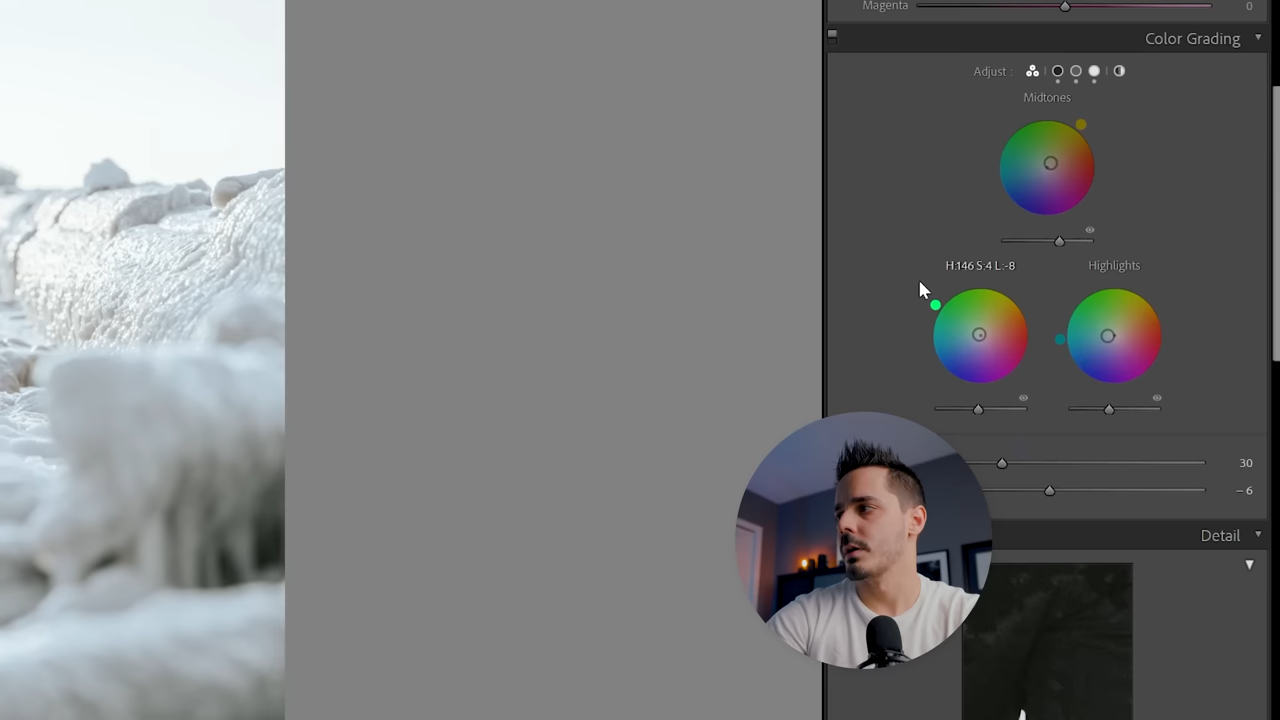 Magenta 0
Color Grading
Adjust :
Midtones
H:146 S:4 L:-8 Highlights
30
– 6
Detail